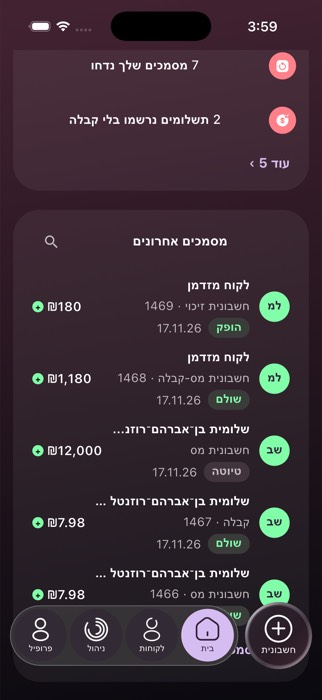 3:59
7 מסמכים שלך נדחו
2 תשלומים נרשמו בלי קבלה
עוד 5 ›
מסמכים אחרונים
למ
לקוח מזדמן
חשבונית זיכוי · 1469
הופק 17.11.26
₪180
למ
לקוח מזדמן
חשבונית מס-קבלה · 1468
שולם 17.11.26
₪1,180
שב
שלומית בן־אברהם־רוזנ...
חשבונית מס
טיוטה 17.11.26
₪12,000
שב
שלומית בן־אברהם־רוזנטל ...
קבלה · 1467
שולם 17.11.26
₪7.98
שב
שלומית בן־אברהם־רוזנטל ...
חשבונית מס · 1466
₪7.98
חשבונית
בית
לקוחות
ניהול
פרופיל